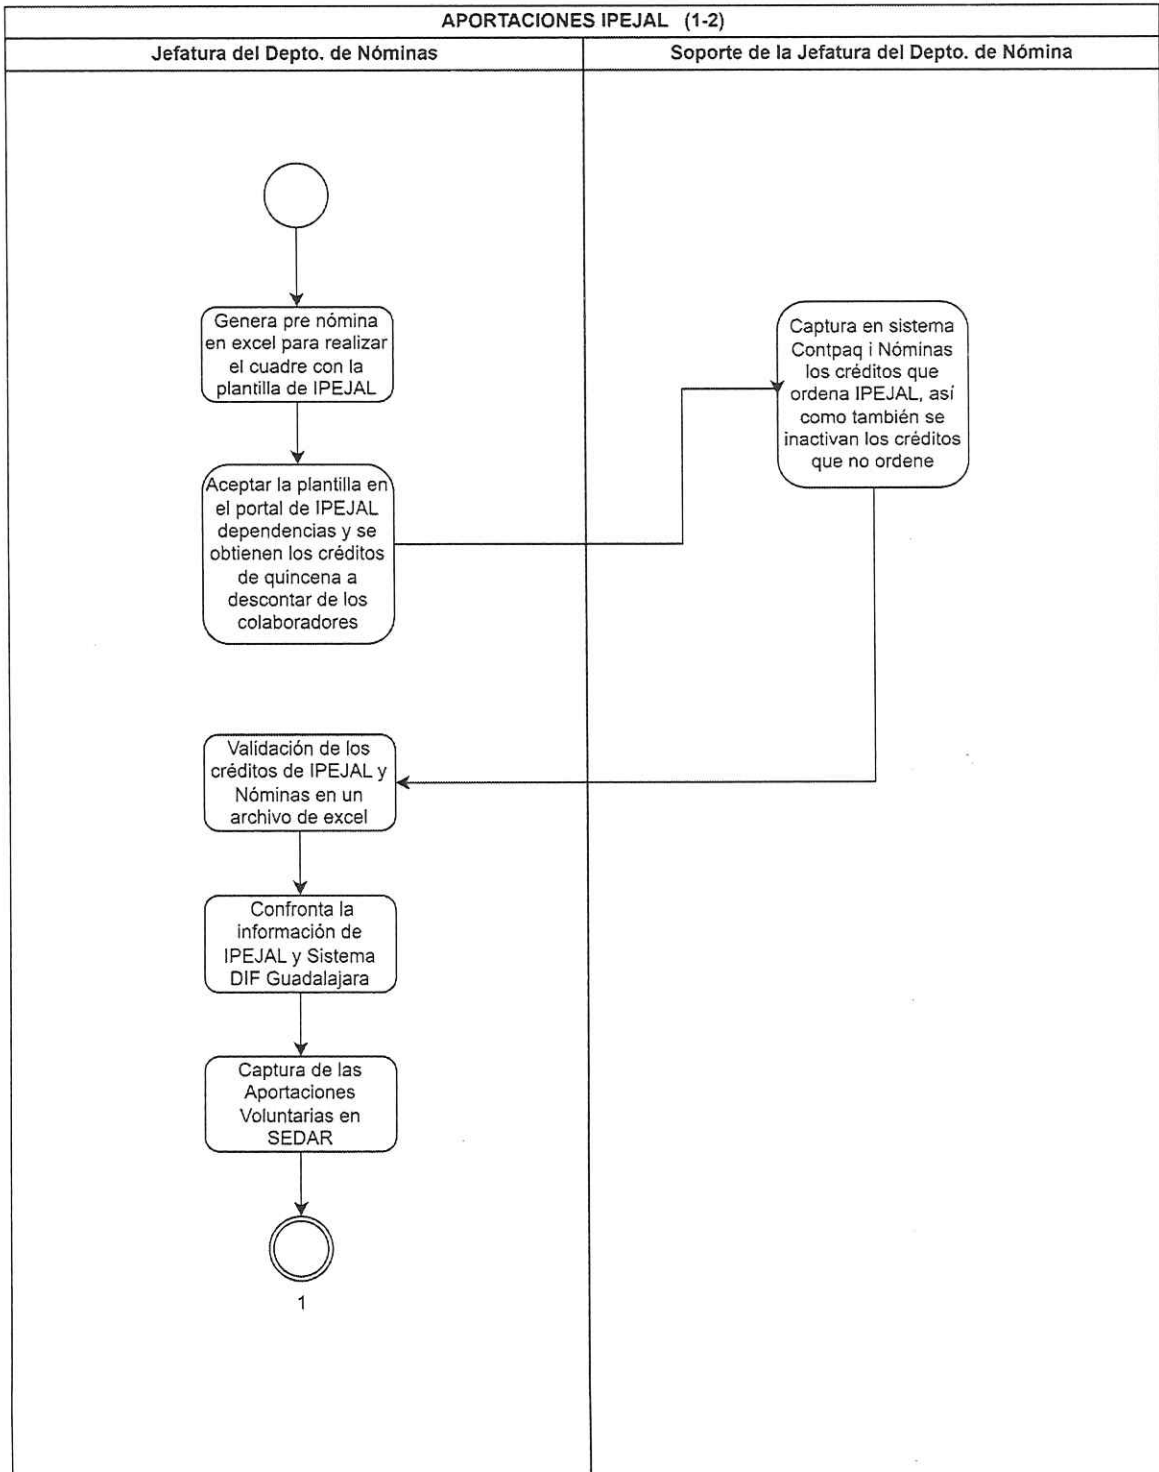 APORTACIONES IPEJAL (1-2)
Jefatura del Depto. de Nóminas
Soporte de la Jefatura del Depto. de Nómina
Genera pre nómina
en excel para realizar
el cuadre con la
plantilla de IPEJAL
Aceptar la plantilla en
el portal de IPEJAL
dependencias y se
obtienen los créditos
de quincena a
descontar de los
colaboradores
Captura en sistema
Contpaq i Nóminas
los créditos que
ordena IPEJAL, así
como también se
inactivan los créditos
que no ordene
Validación de los
créditos de IPEJAL y
Nóminas en un
archivo de excel
Confronta la
información de
IPEJAL y Sistema
DIF Guadalajara
Captura de las
Aportaciones
Voluntarias en
SEDAR
1